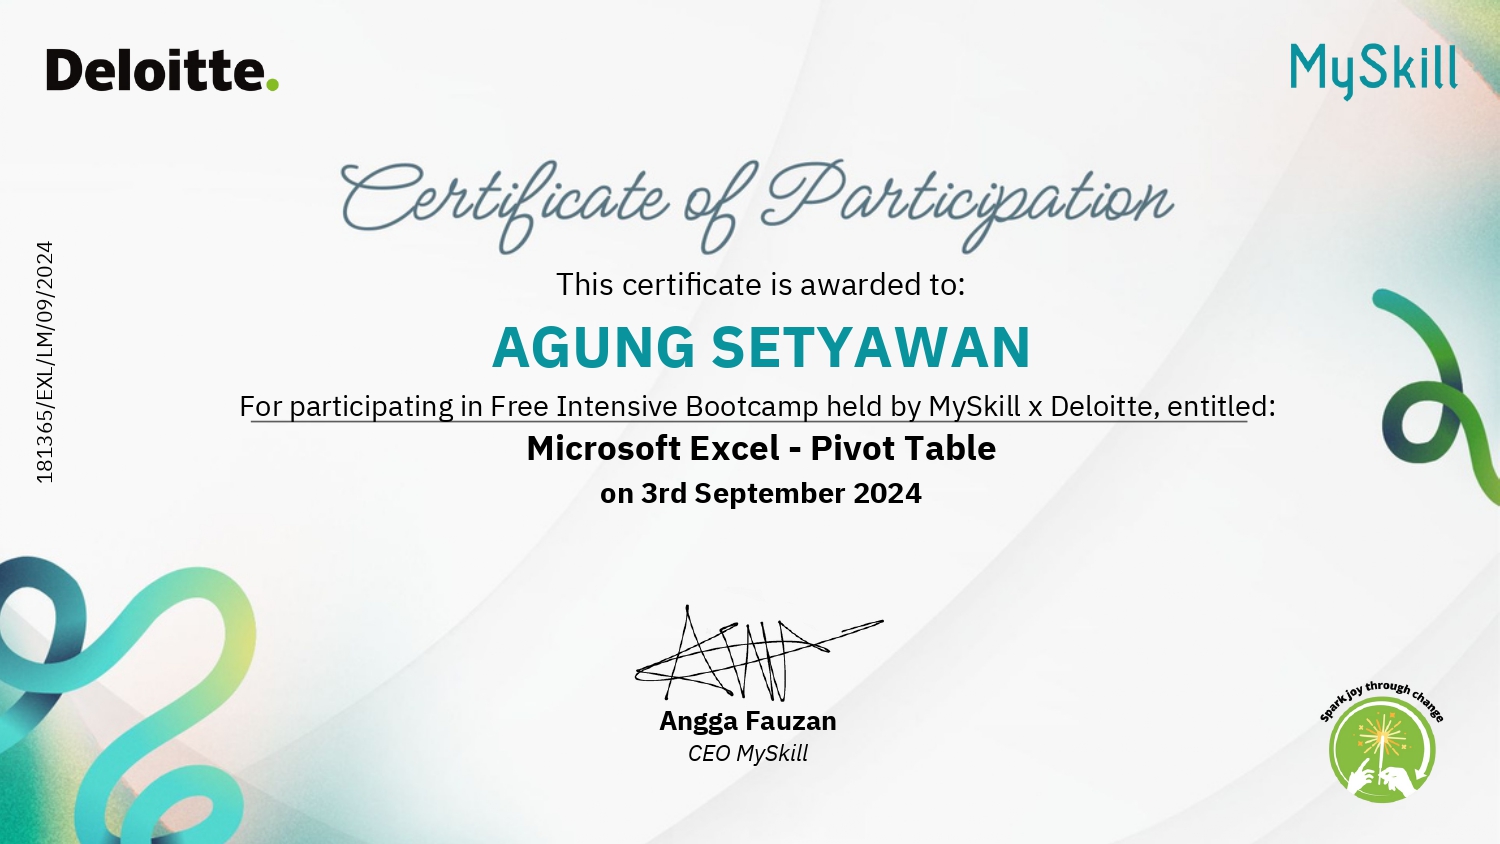 Deloitte.
MySkill
Certificate of Participation
This certificate is awarded to:
AGUNG SETYAWAN
For participating in Free Intensive Bootcamp held by MySkill x Deloitte, entitled:
Microsoft Excel - Pivot Table
on 3rd September 2024
181365/EXL/LM/09/2024
Angga Fauzan
CEO MySkill
Spark joy through change